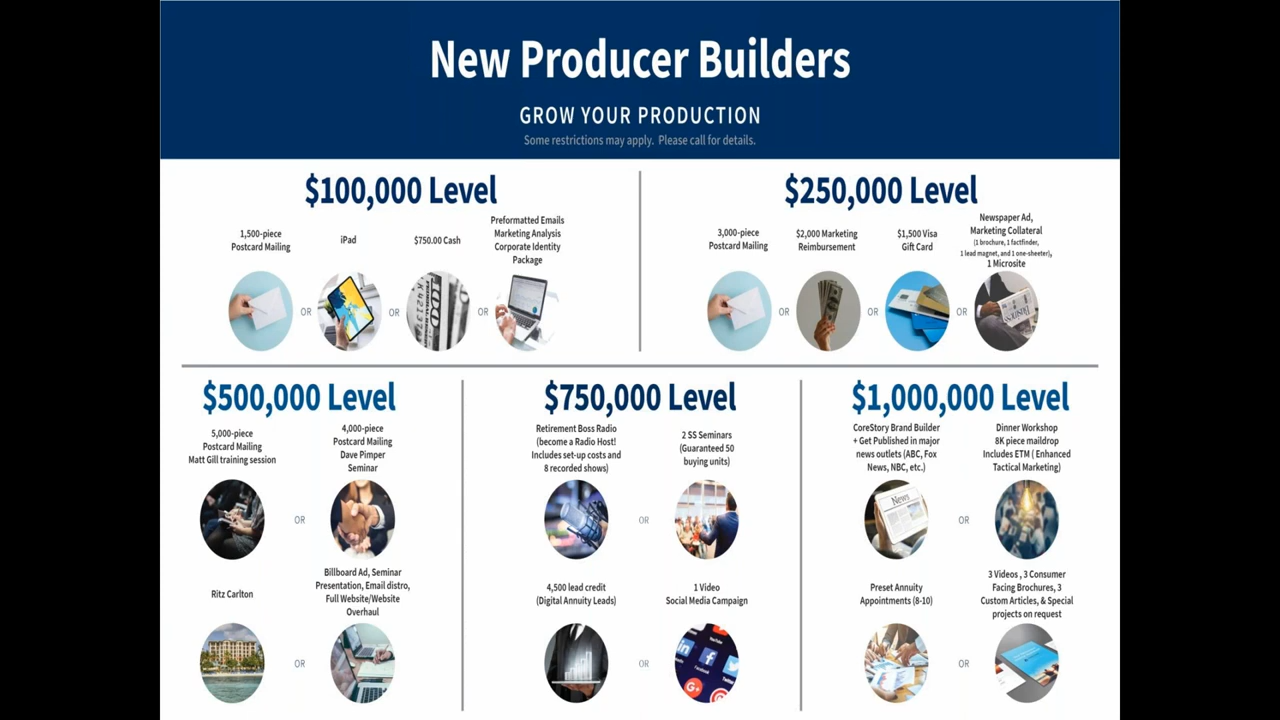 New Producer Builders
GROW YOUR PRODUCTION
Some restrictions may apply. Please call for details.
$100,000 Level
1,500-piece
Postcard Mailing
iPad
$750.00 Cash
Preformatted Emails
Marketing Analysis
Corporate Identity
Package
OR
OR
OR
$250,000 Level
3,000-piece
Postcard Mailing
$2,000 Marketing
Reimbursement
$1,500 Visa
Gift Card
Newspaper Ad,
Marketing Collateral
(1 brochure, 1 factfinder,
1 lead magnet, and 1 one-sheeter),
1 Microsite
OR
OR
OR
$500,000 Level
5,000-piece
Postcard Mailing
Matt Gill training session
4,000-piece
Postcard Mailing
Dave Pimper
Seminar
OR
Ritz Carlton
Billboard Ad, Seminar
Presentation, Email distro,
Full Website/Website
Overhaul
OR
$750,000 Level
Retirement Boss Radio
(become a Radio Host!
Includes set-up costs and
8 recorded shows)
2 SS Seminars
(Guaranteed 50
buying units)
OR
4,500 lead credit
(Digital Annuity Leads)
1 Video
Social Media Campaign
OR
YouTube
Facebook
Twitter
$1,000,000 Level
CoreStory Brand Builder
+ Get Published in major
news outlets (ABC, Fox
News, NBC, etc.)
Dinner Workshop
8K piece maildrop
Includes ETM ( Enhanced
Tactical Marketing)
News
OR
Preset Annuity
Appointments (8-10)
3 Videos , 3 Consumer
Facing Brochures, 3
Custom Articles, & Special
projects on request
OR